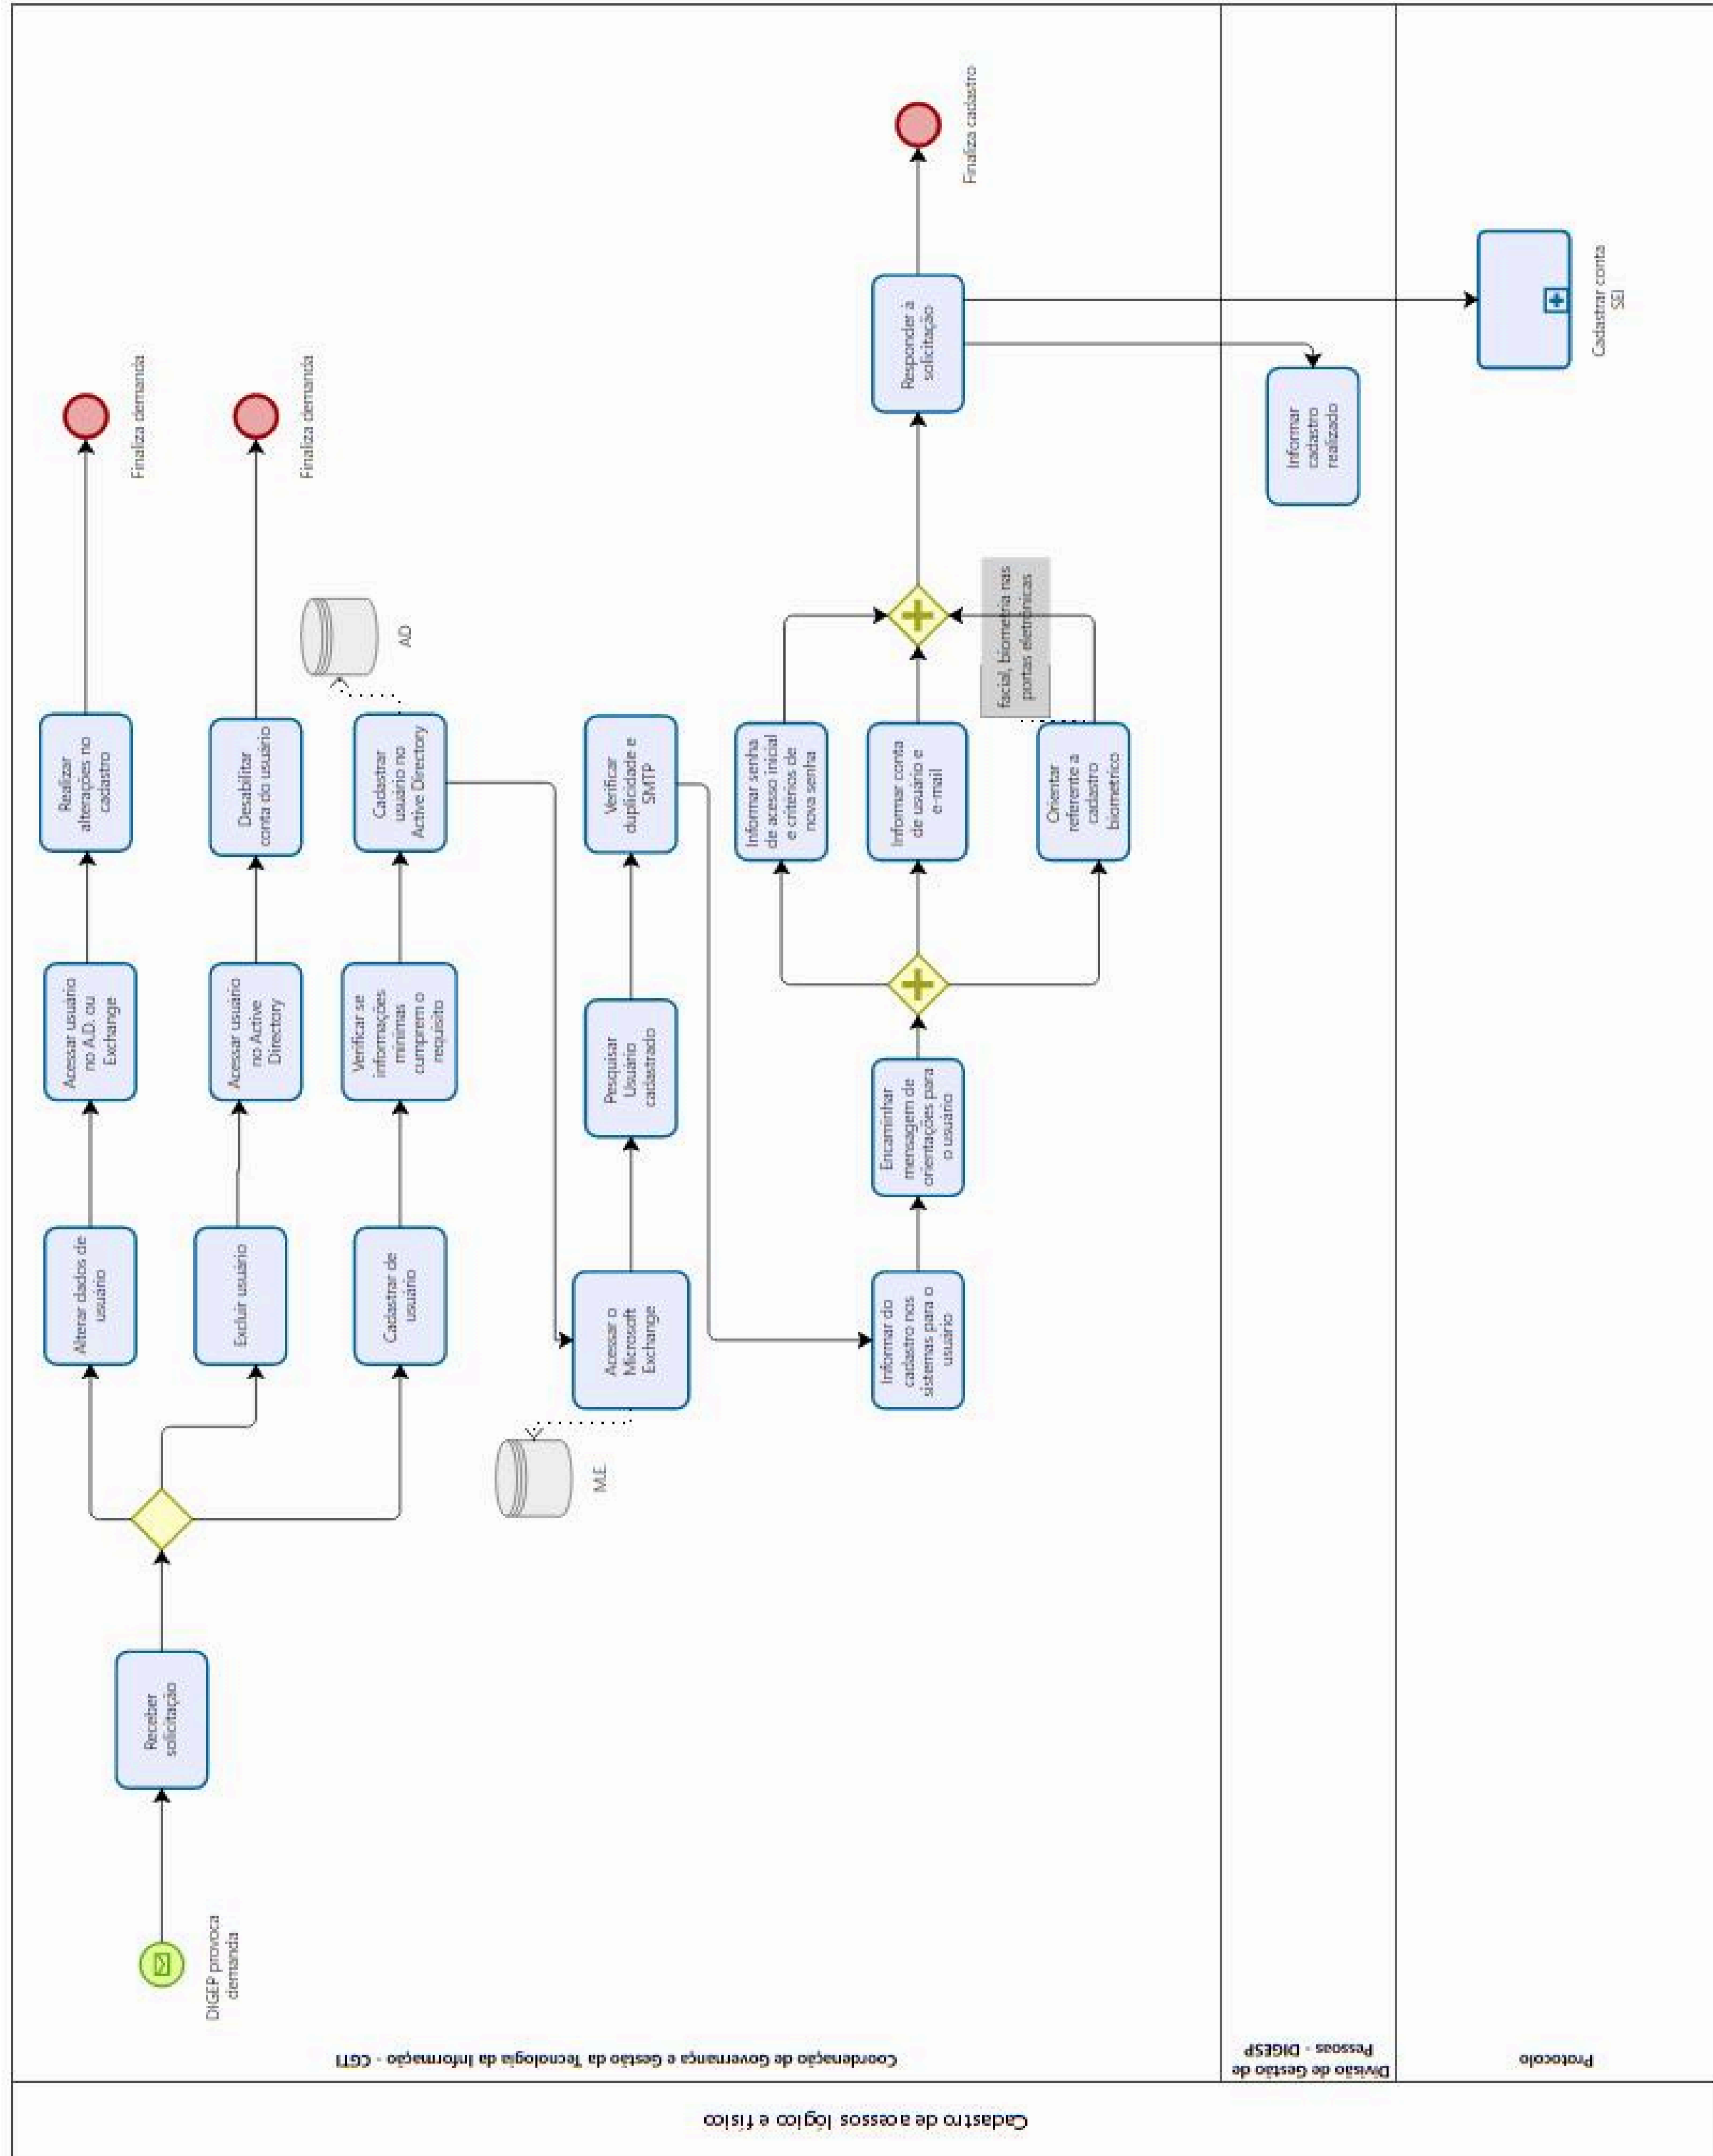 Cadastro de acessos lógico e físico
Coordenação de Governança e Gestão da Tecnologia da Informação - CGTI
DIGEP provoca
demanda
Receber
solicitação
Alterar dados de
usuário
Acessar usuário
no A.D. ou
Exchange
Realizar
alterações no
cadastro
Finaliza demanda
Excluir usuário
Acessar usuário
no Active
Directory
Desabilitar
conta do usuário
Finaliza demanda
Cadastrar de
usuário
Verificar se
informações
mínimas
cumprem o
requisito
Cadastrar
usuário no
Active Directory
AD
M.E.
Acessar o
Microsoft
Exchange
Pesquisar
Usuário
cadastrado
Verificar
duplicidade e
SMTP
Informar do
cadastro nos
sistemas para o
usuário
Encaminhar
mensagem de
orientações para
o usuário
Informar senha
de acesso inicial
e critérios de
nova senha
Informar conta
de usuário e
e-mail
Orientar
referente a
cadastro
biometrico
facial, biometria nas
portas eletrônicas
Responder à
solicitação
Finaliza cadastro
Divisão de Gestão de
Pessoas - DIGESP
Informar
cadastro
realizado
Protocolo
Cadastrar conta
SEI